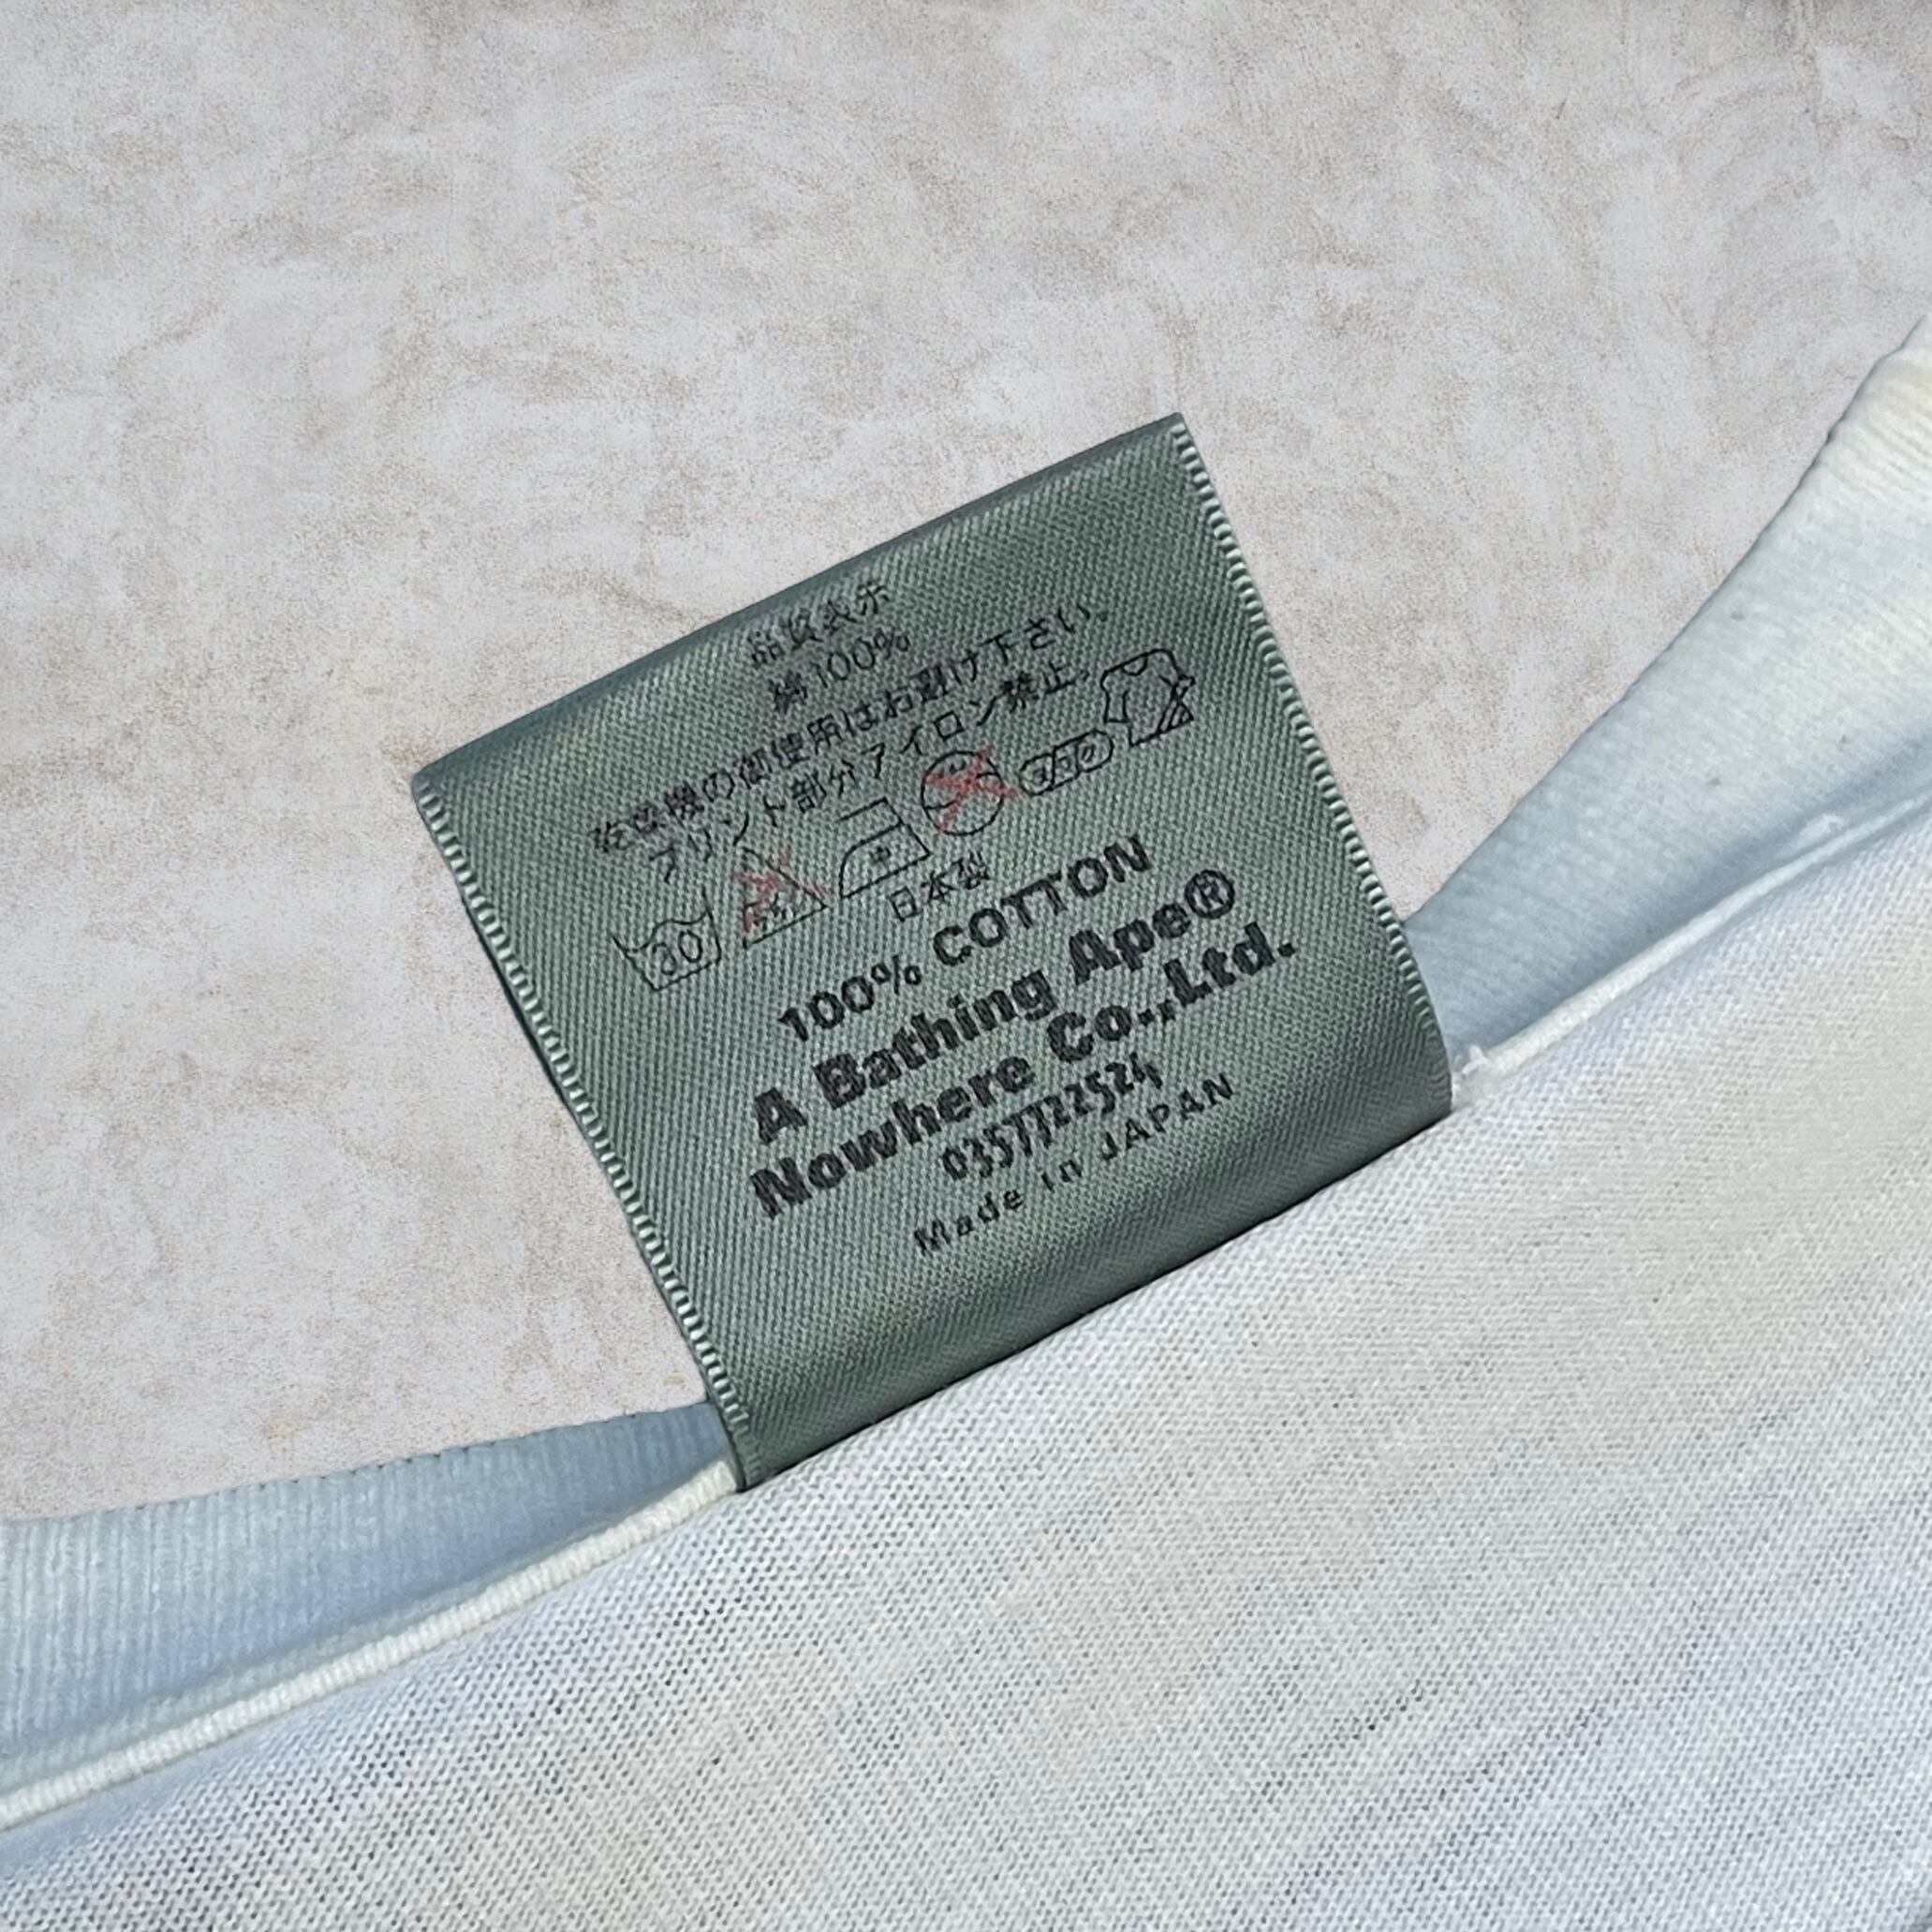 品質表示
綿100%
乾燥機の御使用はお避け下さい。
プリント部分アイロン禁止。
30
日本製
100% COTTON
A Bathing Ape®
Nowhere Co.,Ltd.
0357722524
Made in JAPAN